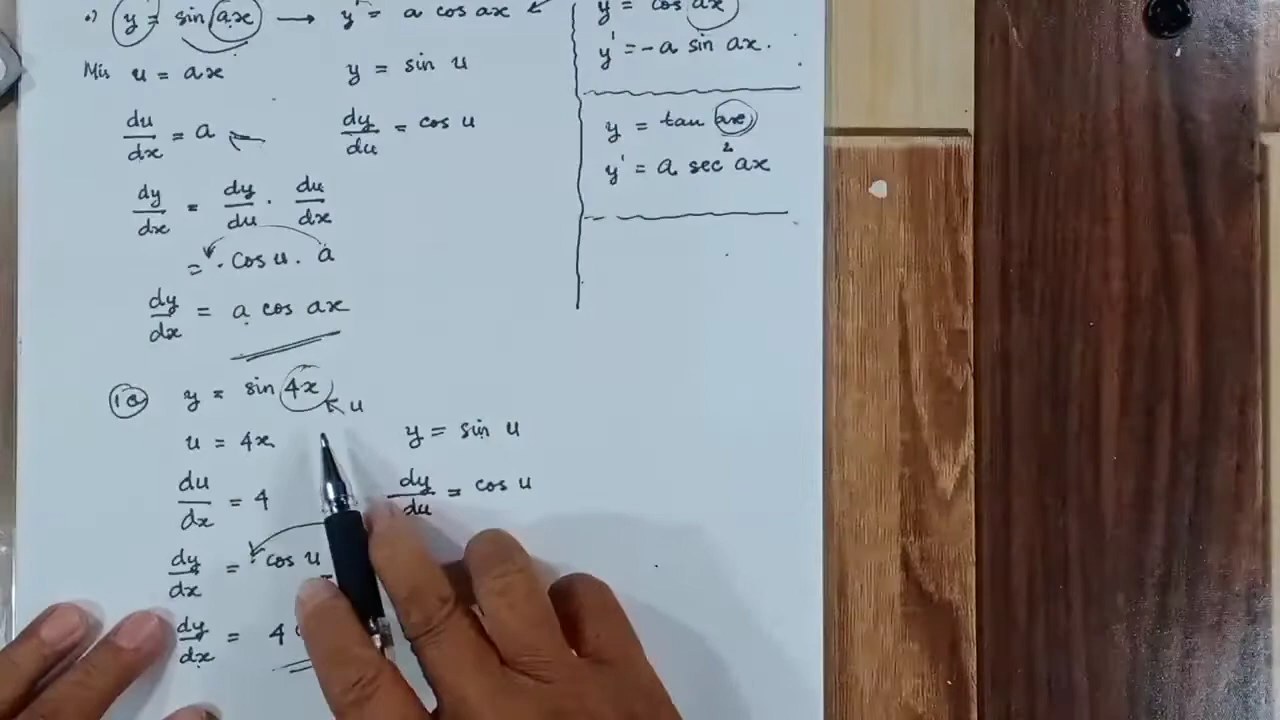 •) y = sin ax → y' = a cos ax
Mis u = ax
y = sin u
du/dx = a
dy/du = cos u
dy/dx = dy/du · du/dx
= · cos u · a
dy/dx = a cos ax
1a y = sin 4x
u
u = 4x
y = sin u
du/dx = 4
dy/du = cos u
dy/dx = · cos u
dy/dx = 4
y = cos ax
y' = -a sin ax.
y = tan ax
y' = a sec² ax